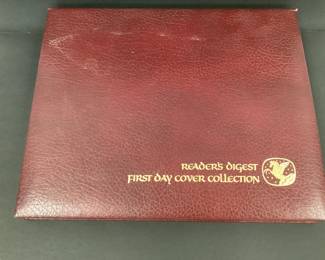 READER'S DIGEST
FIRST DAY COVER COLLECTION